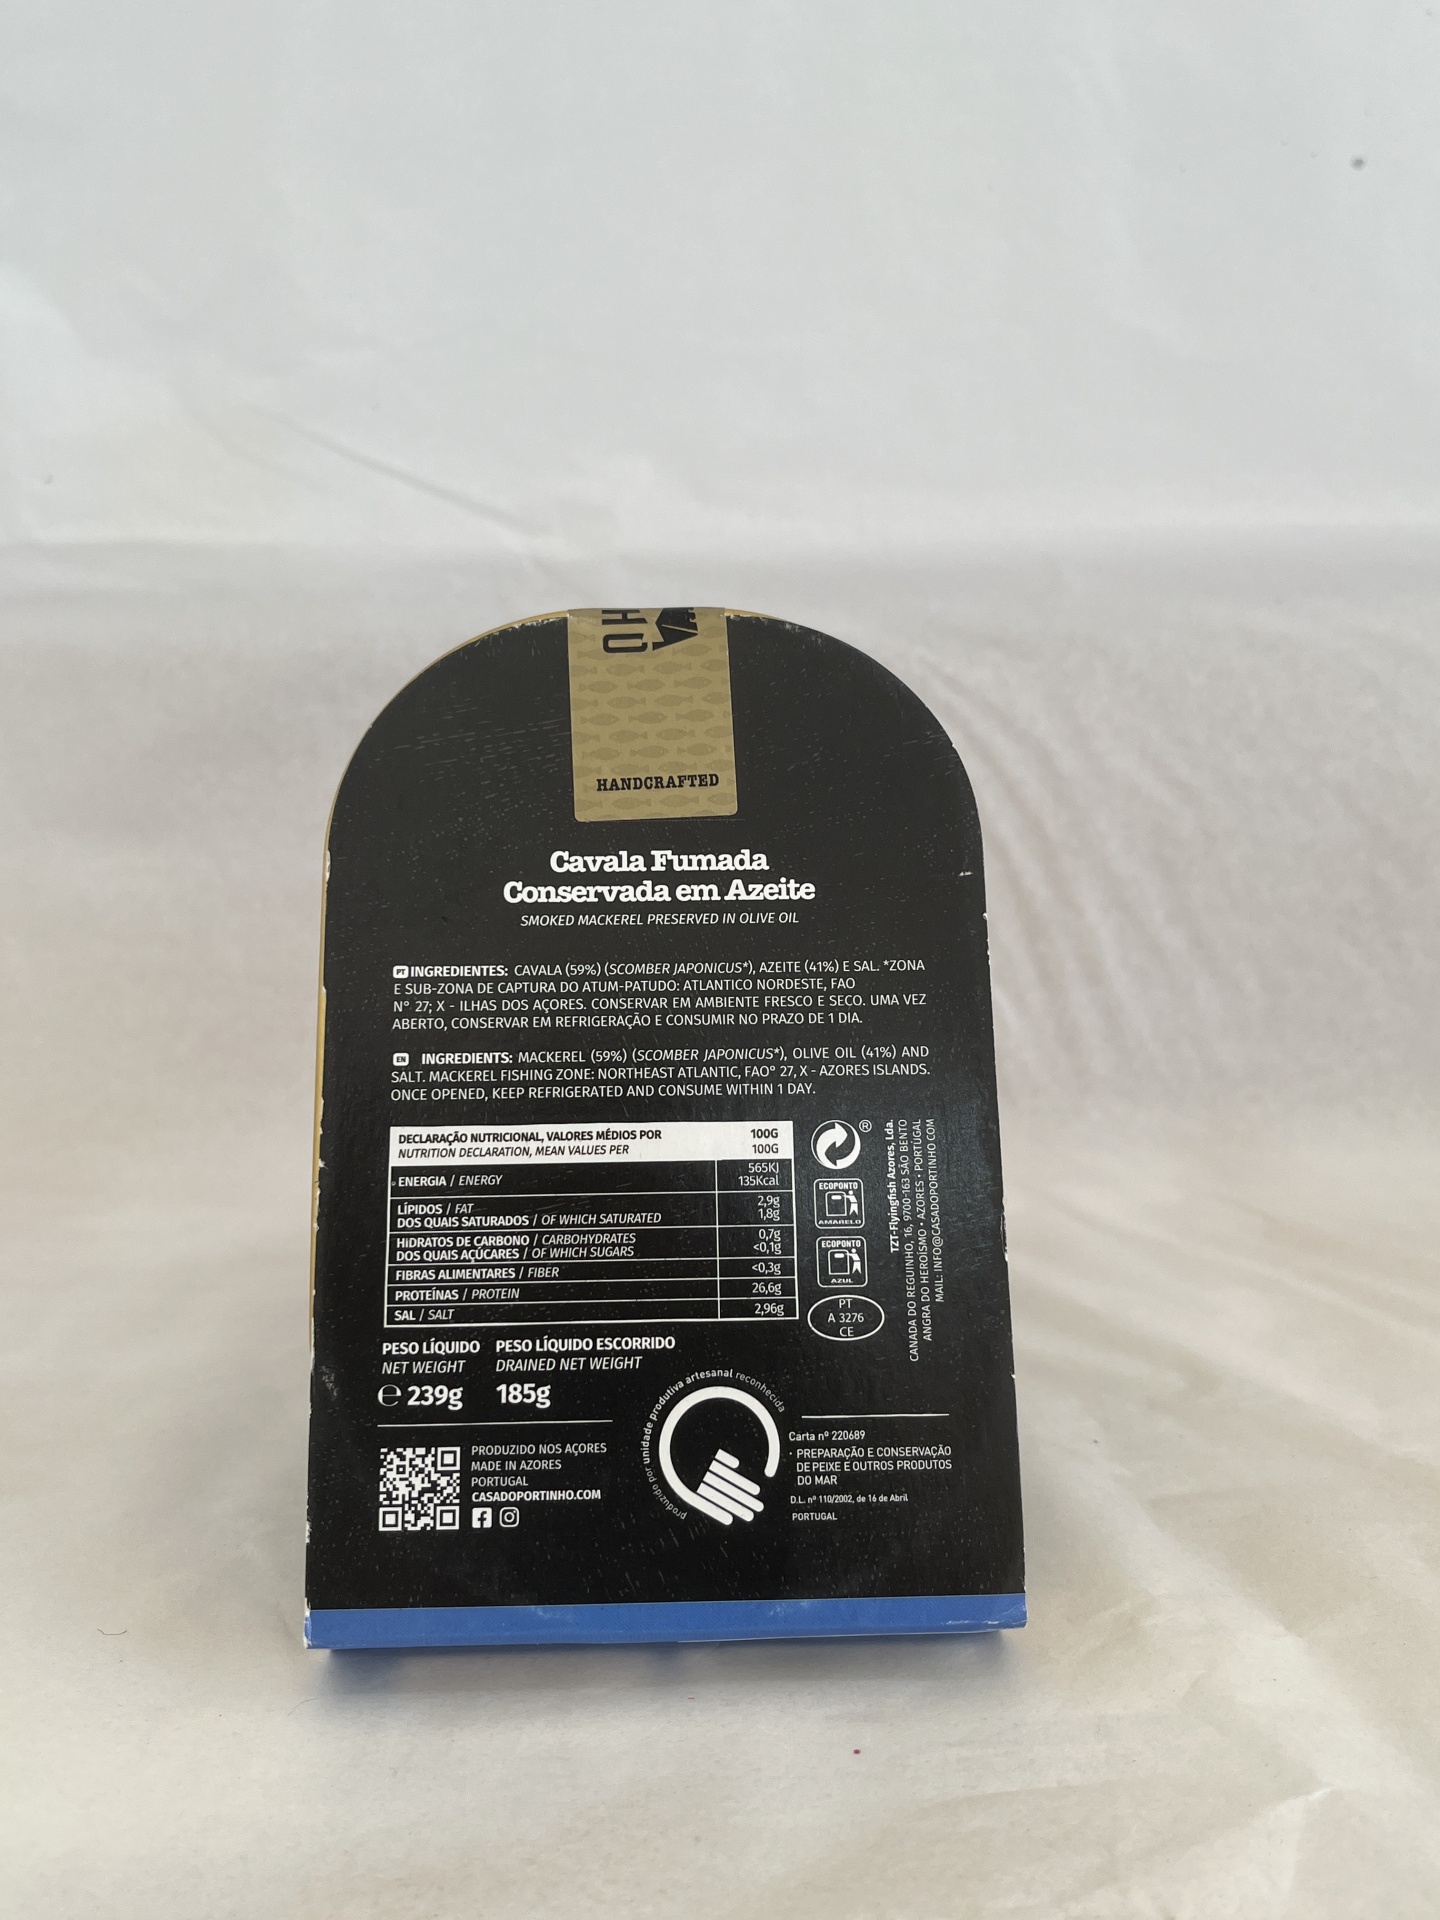 HO
HANDCRAFTED
Cavala Fumada
Conservada em Azeite
SMOKED MACKEREL PRESERVED IN OLIVE OIL
PT INGREDIENTES: CAVALA (59%) (SCOMBER JAPONICUS*), AZEITE (41%) E SAL. *ZONA
E SUB-ZONA DE CAPTURA DO ATUM-PATUDO: ATLANTICO NORDESTE, FAO
Nº 27; X - ILHAS DOS AÇORES. CONSERVAR EM AMBIENTE FRESCO E SECO. UMA VEZ
ABERTO, CONSERVAR EM REFRIGERAÇÃO E CONSUMIR NO PRAZO DE 1 DIA.
EN INGREDIENTS: MACKEREL (59%) (SCOMBER JAPONICUS*), OLIVE OIL (41%) AND
SALT. MACKEREL FISHING ZONE: NORTHEAST ATLANTIC, FAOº 27, X - AZORES ISLANDS.
ONCE OPENED, KEEP REFRIGERATED AND CONSUME WITHIN 1 DAY.
DECLARAÇÃO NUTRICIONAL, VALORES MÉDIOS POR 100G
NUTRITION DECLARATION, MEAN VALUES PER 100G
565KJ
ENERGIA / ENERGY 135Kcal
LÍPIDOS / FAT 2,9g
DOS QUAIS SATURADOS / OF WHICH SATURATED 1,8g
HIDRATOS DE CARBONO / CARBOHYDRATES 0,7g
DOS QUAIS AÇÚCARES / OF WHICH SUGARS <0,1g
FIBRAS ALIMENTARES / FIBER <0,3g
PROTEÍNAS / PROTEIN 26,6g
SAL / SALT 2,96g
®
ECOPONTO
AMARELO
ECOPONTO
AZUL
PT
A 3276
CE
TZT-Flyingfish Azores, Lda.
CANADA DO REGUINHO, 16, 9700-163 SÃO BENTO
ANGRA DO HEROÍSMO • AZORES • PORTUGAL
MAIL: INFO@CASADOPORTINHO.COM
PESO LÍQUIDO PESO LÍQUIDO ESCORRIDO
NET WEIGHT DRAINED NET WEIGHT
℮ 239g 185g
PRODUZIDO NOS AÇORES
MADE IN AZORES
PORTUGAL
CASADOPORTINHO.COM
produzido por unidade produtiva artesanal reconhecida
Carta nº 220689
· PREPARAÇÃO E CONSERVAÇÃO
DE PEIXE E OUTROS PRODUTOS
DO MAR
D.L. nº 110/2002, de 16 de Abril
PORTUGAL